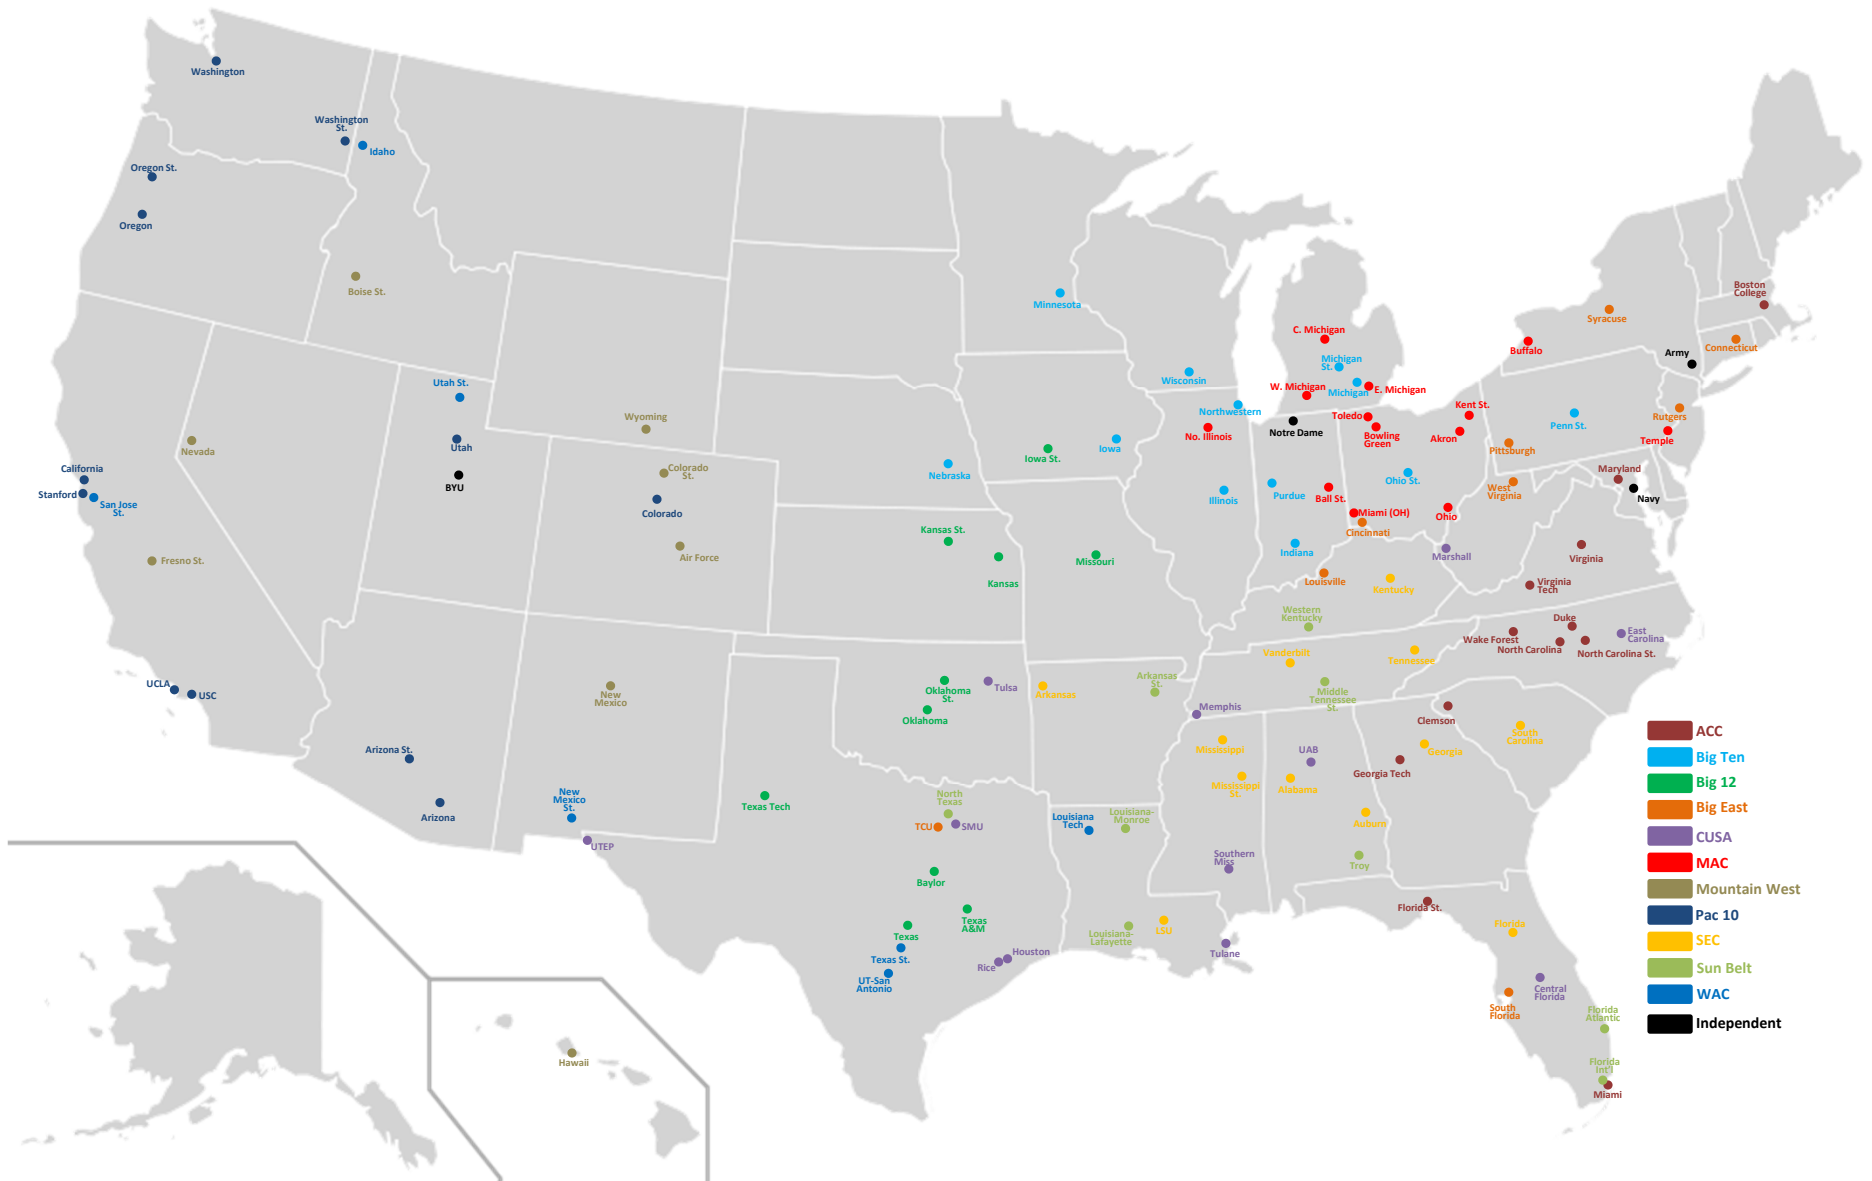 Washington
Washington
St.
Idaho
Oregon St.
Oregon
Boise St.
Minnesota
Boston
College
Syracuse
C. Michigan
Buffalo
Connecticut
Army
Michigan
St.
Wisconsin
Utah St.
W. Michigan
Michigan
E. Michigan
Northwestern
Kent St.
Rutgers
Wyoming
Toledo
Penn St.
Nevada
No. Illinois
Notre Dame
Bowling
Green
Akron
Temple
Utah
Iowa St.
Iowa
Pittsburgh
California
Colorado
St.
Nebraska
Maryland
BYU
Stanford
San Jose
St.
Illinois
Purdue
Ball St.
Ohio St.
West
Virginia
Navy
Colorado
Miami (OH)
Ohio
Kansas St.
Cincinnati
Fresno St.
Air Force
Missouri
Indiana
Marshall
Virginia
Kansas
Louisville
Kentucky
Virginia
Tech
Western
Kentucky
Duke
Wake Forest
East
Carolina
North Carolina
North Carolina St.
Vanderbilt
Tennessee
UCLA
USC
New
Mexico
Oklahoma
St.
Tulsa
Arkansas
Arkansas
St.
Middle
Tennessee
St.
Oklahoma
Memphis
Clemson
Arizona St.
Mississippi
UAB
Georgia
South
Carolina
Georgia Tech
New
Mexico
St.
Texas Tech
North
Texas
Mississippi
St.
Alabama
Arizona
Louisiana
Tech
Louisiana-
Monroe
Auburn
TCU
SMU
UTEP
Southern
Miss
Troy
Baylor
Florida St.
Texas
A&M
Florida
Texas
Louisiana-
Lafayette
LSU
Tulane
Texas St.
Rice
Houston
UT-San
Antonio
Central
Florida
South
Florida
Florida
Atlantic
Hawaii
Florida
Int'l
Miami
ACC
Big Ten
Big 12
Big East
CUSA
MAC
Mountain West
Pac 10
SEC
Sun Belt
WAC
Independent